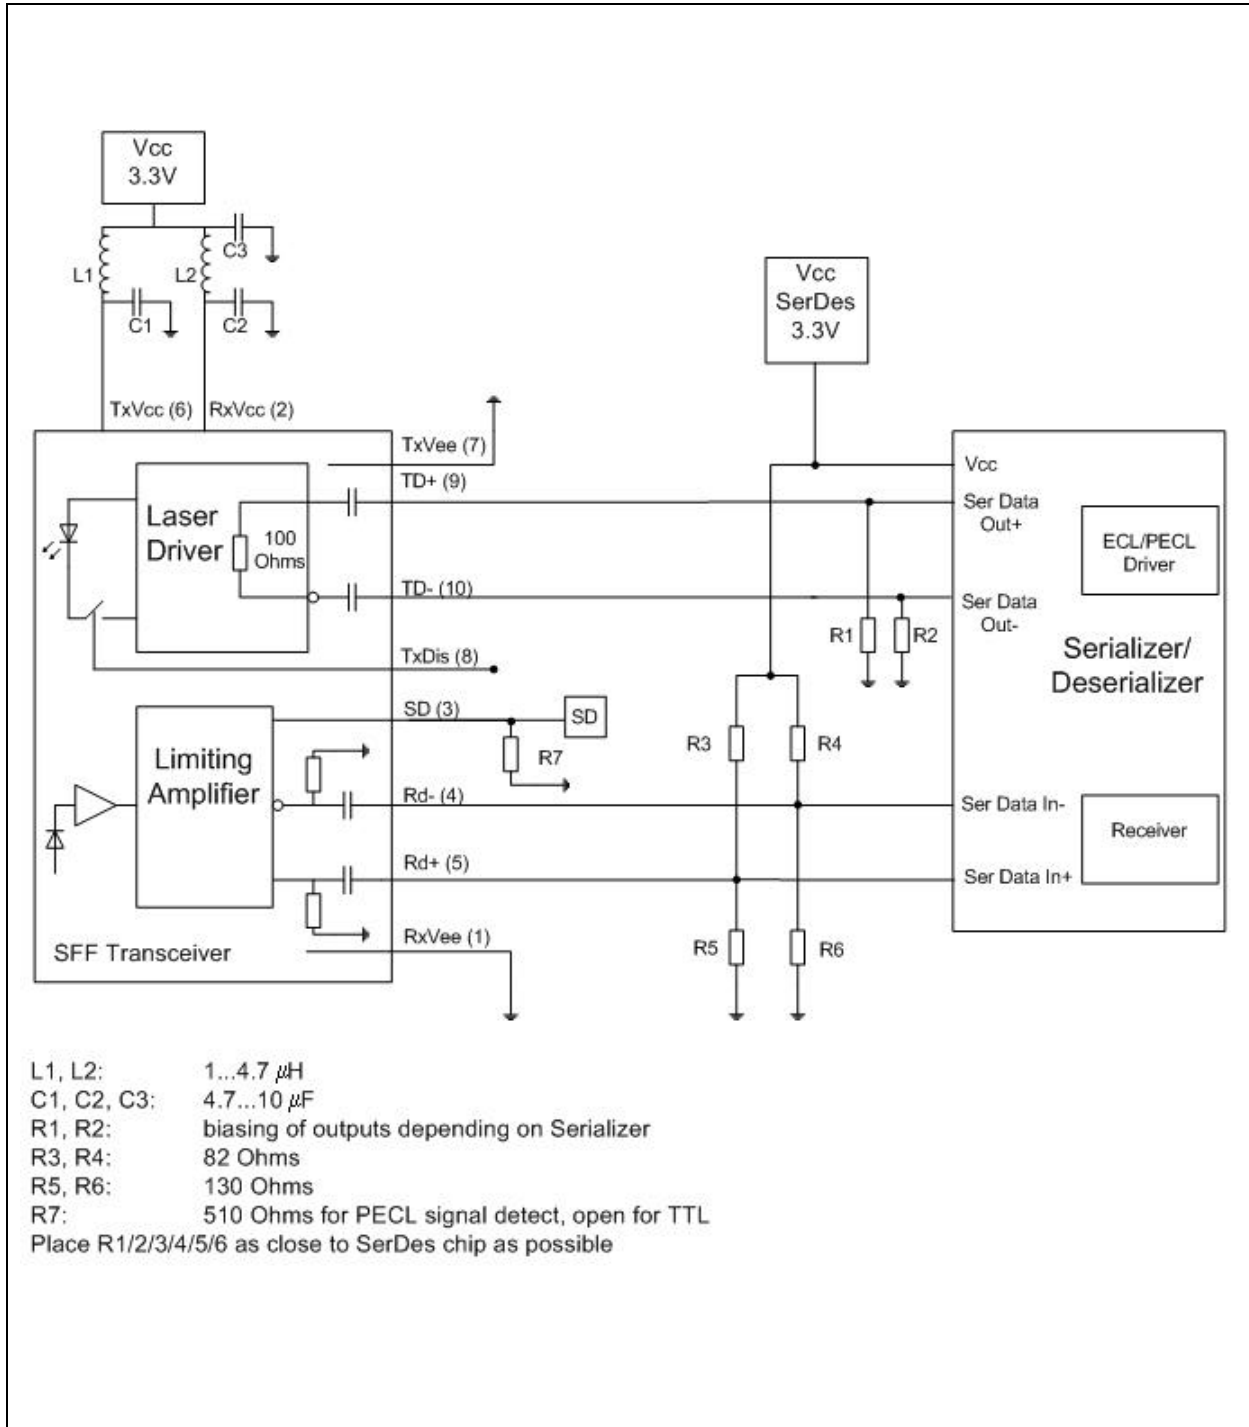 Vcc
3.3V
C3
L1
L2
C1
C2
Vcc
SerDes
3.3V
TxVcc (6)
RxVcc (2)
TxVee (7)
TD+ (9)
Laser
Driver
100
Ohms
TD- (10)
TxDis (8)
SD (3)
SD
R7
Limiting
Amplifier
Rd- (4)
Rd+ (5)
RxVee (1)
SFF Transceiver
R1
R2
R3
R4
R5
R6
Vcc
Ser Data
Out+
ECL/PECL
Driver
Ser Data
Out-
Serializer/
Deserializer
Ser Data In-
Receiver
Ser Data In+
L1, L2: 1...4.7 µH
C1, C2, C3: 4.7...10 µF
R1, R2: biasing of outputs depending on Serializer
R3, R4: 82 Ohms
R5, R6: 130 Ohms
R7: 510 Ohms for PECL signal detect, open for TTL
Place R1/2/3/4/5/6 as close to SerDes chip as possible